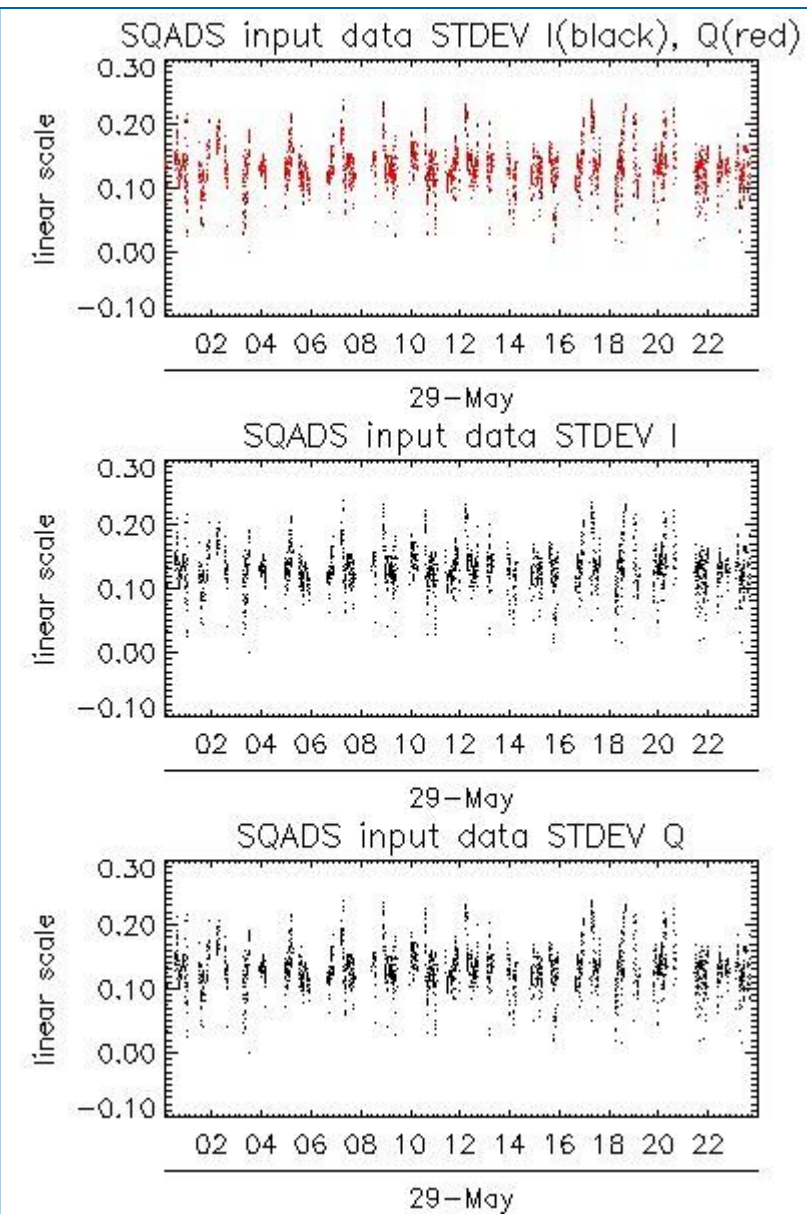 SQADS input data STDEV I(black), Q(red)
0.30
0.20
0.10
0.00
-0.10
linear scale
02 04 06 08 10 12 14 16 18 20 22
29-May
SQADS input data STDEV I
0.30
0.20
0.10
0.00
-0.10
linear scale
02 04 06 08 10 12 14 16 18 20 22
29-May
SQADS input data STDEV Q
0.30
0.20
0.10
0.00
-0.10
linear scale
02 04 06 08 10 12 14 16 18 20 22
29-May